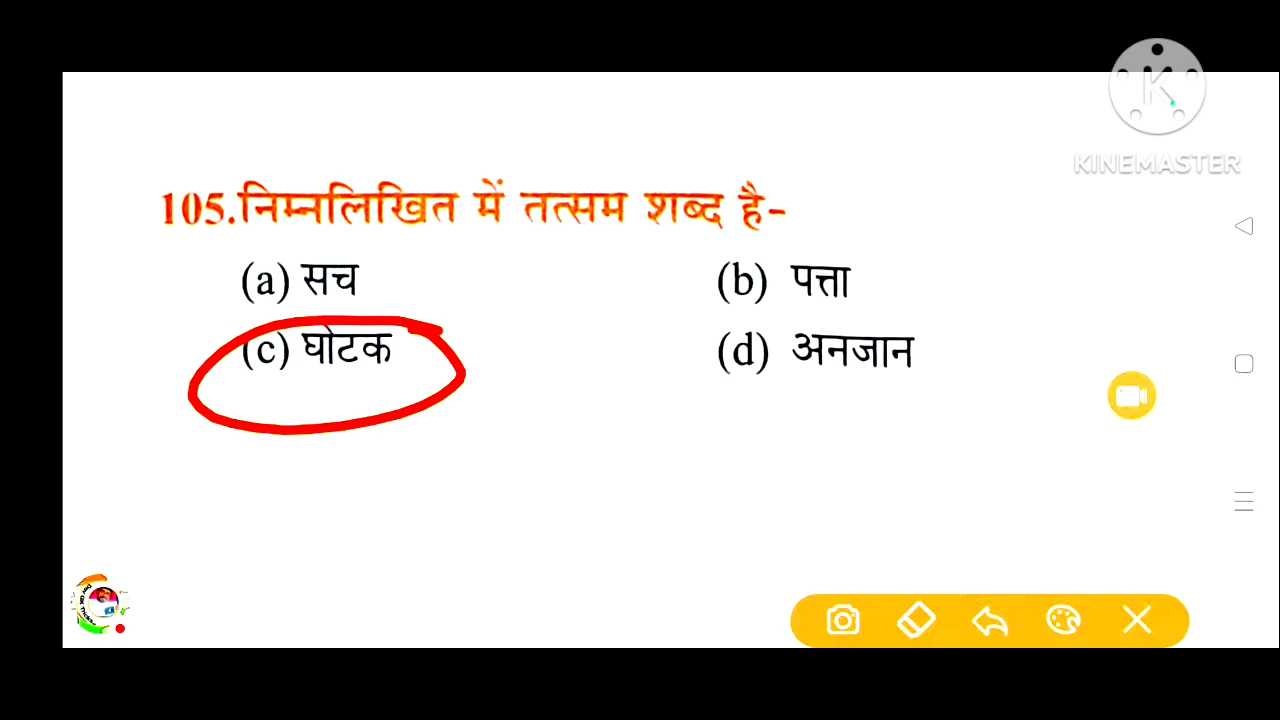 KINEMASTER
105.निम्नलिखित में तत्सम शब्द है-
(a) सच (b) पत्ता
(c) घोटक (d) अनजान